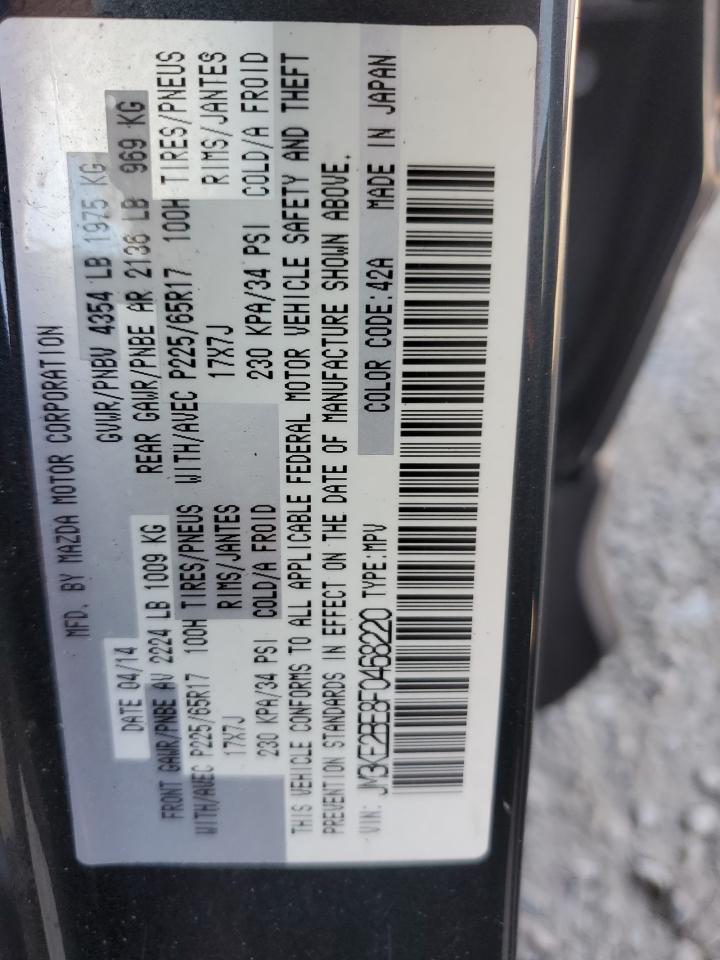 MFD. BY MAZDA MOTOR CORPORATION
DATE 04/14 GVWR/PNBV 4354 LB 1975 KG
FRONT GAWR/PNBE AV 2224 LB 1009 KG REAR GAWR/PNBE AR 2136 LB 969 KG
WITH/AVEC P225/65R17 100H TIRES/PNEUS WITH/AVEC P225/65R17 100H TIRES/PNEUS
17X7J RIMS/JANTES 17X7J RIMS/JANTES
230 KPA/34 PSI COLD/A FROID 230 KPA/34 PSI COLD/A FROID
THIS VEHICLE CONFORMS TO ALL APPLICABLE FEDERAL MOTOR VEHICLE SAFETY AND THEFT
PREVENTION STANDARDS IN EFFECT ON THE DATE OF MANUFACTURE SHOWN ABOVE.
VIN: JM3KE2BE8F0468220 TYPE:MPV COLOR CODE:42A MADE IN JAPAN